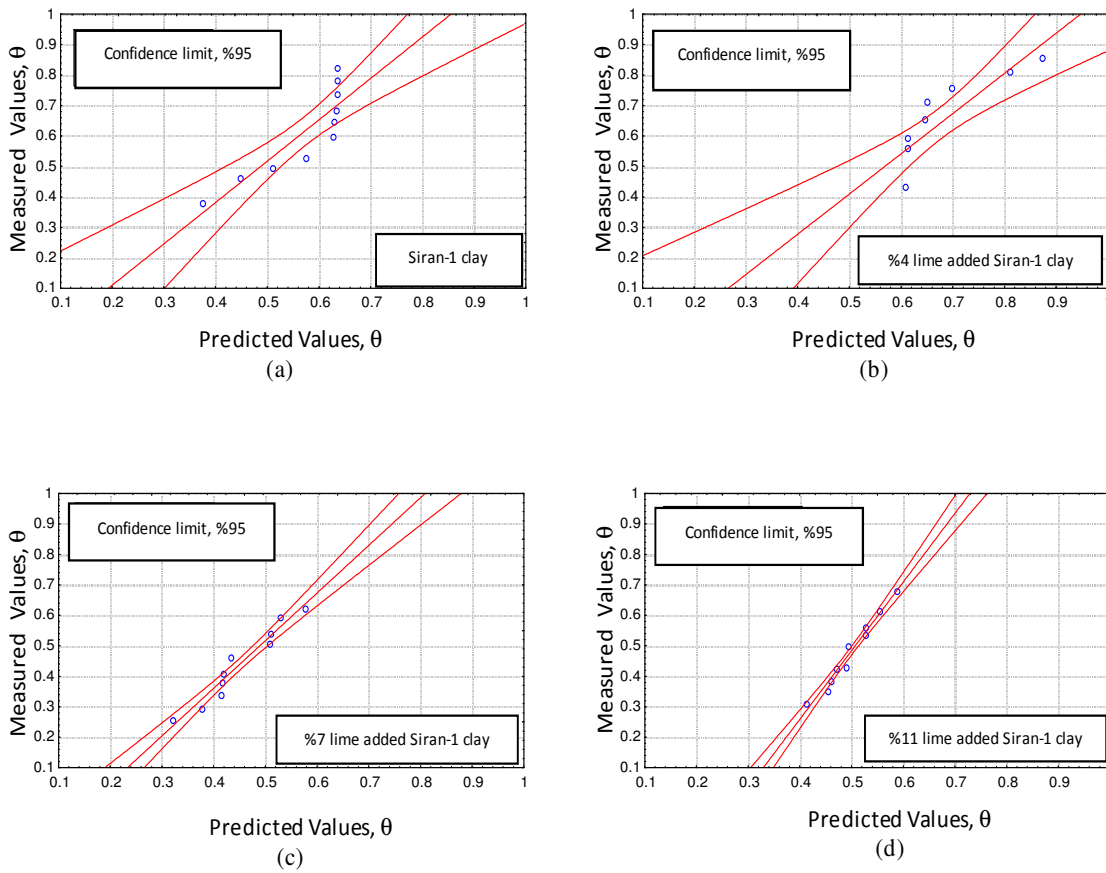 1
0.9
0.8
0.7
0.6
0.5
0.4
0.3
0.2
0.1
Measured Values, θ
Confidence limit, %95
Siran-1 clay
0.1 0.2 0.3 0.4 0.5 0.6 0.7 0.8 0.9 1
Predicted Values, θ
(a)
1
0.9
0.8
0.7
0.6
0.5
0.4
0.3
0.2
0.1
Measured Values, θ
Confidence limit, %95
%4 lime added Siran-1 clay
0.1 0.2 0.3 0.4 0.5 0.6 0.7 0.8 0.9 1
Predicted Values, θ
(b)
1
0.9
0.8
0.7
0.6
0.5
0.4
0.3
0.2
0.1
Measured Values, θ
Confidence limit, %95
%7 lime added Siran-1 clay
0.1 0.2 0.3 0.4 0.5 0.6 0.7 0.8 0.9 1
Predicted Values, θ
(c)
1
0.9
0.8
0.7
0.6
0.5
0.4
0.3
0.2
0.1
Measured Values, θ
Confidence limit, %95
%11 lime added Siran-1 clay
0.1 0.2 0.3 0.4 0.5 0.6 0.7 0.8 0.9 1
Predicted Values, θ
(d)